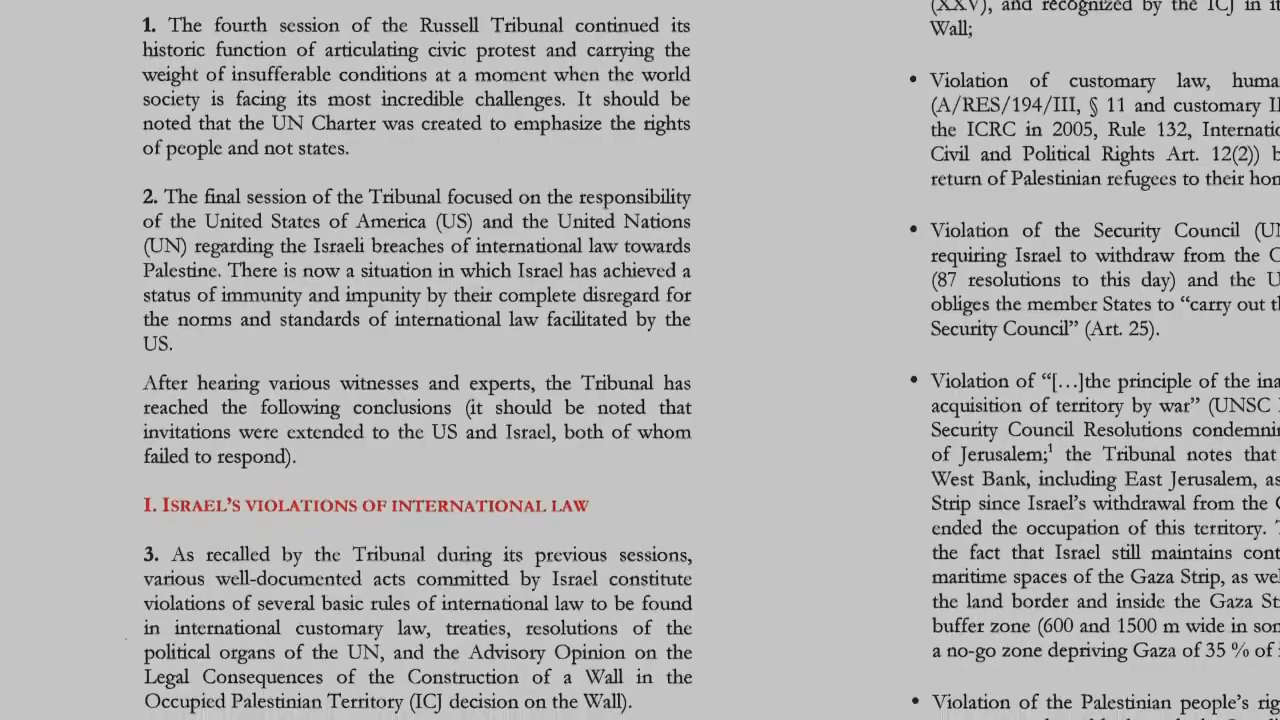 1. The fourth session of the Russell Tribunal continued its
historic function of articulating civic protest and carrying the
weight of insufferable conditions at a moment when the world
society is facing its most incredible challenges. It should be
noted that the UN Charter was created to emphasize the rights
of people and not states.
2. The final session of the Tribunal focused on the responsibility
of the United States of America (US) and the United Nations
(UN) regarding the Israeli breaches of international law towards
Palestine. There is now a situation in which Israel has achieved a
status of immunity and impunity by their complete disregard for
the norms and standards of international law facilitated by the
US.
After hearing various witnesses and experts, the Tribunal has
reached the following conclusions (it should be noted that
invitations were extended to the US and Israel, both of whom
failed to respond).
I. ISRAEL'S VIOLATIONS OF INTERNATIONAL LAW
3. As recalled by the Tribunal during its previous sessions,
various well-documented acts committed by Israel constitute
violations of several basic rules of international law to be found
in international customary law, treaties, resolutions of the
political organs of the UN, and the Advisory Opinion on the
Legal Consequences of the Construction of a Wall in the
Occupied Palestinian Territory (ICJ decision on the Wall).
(XXV), and recognized by the ICJ in it
Wall;
• Violation of customary law, huma
(A/RES/194/III, § 11 and customary I
the ICRC in 2005, Rule 132, Internatio
Civil and Political Rights Art. 12(2)) b
return of Palestinian refugees to their hom
• Violation of the Security Council (UN
requiring Israel to withdraw from the O
(87 resolutions to this day) and the U
obliges the member States to “carry out th
Security Council” (Art. 25).
• Violation of “[…]the principle of the ina
acquisition of territory by war” (UNSC
Security Council Resolutions condemnin
of Jerusalem;¹ the Tribunal notes that
West Bank, including East Jerusalem, as
Strip since Israel's withdrawal from the
ended the occupation of this territory.
the fact that Israel still maintains cont
maritime spaces of the Gaza Strip, as wel
the land border and inside the Gaza St
buffer zone (600 and 1500 m wide in som
a no-go zone depriving Gaza of 35 % of
• Violation of the Palestinian people's rig